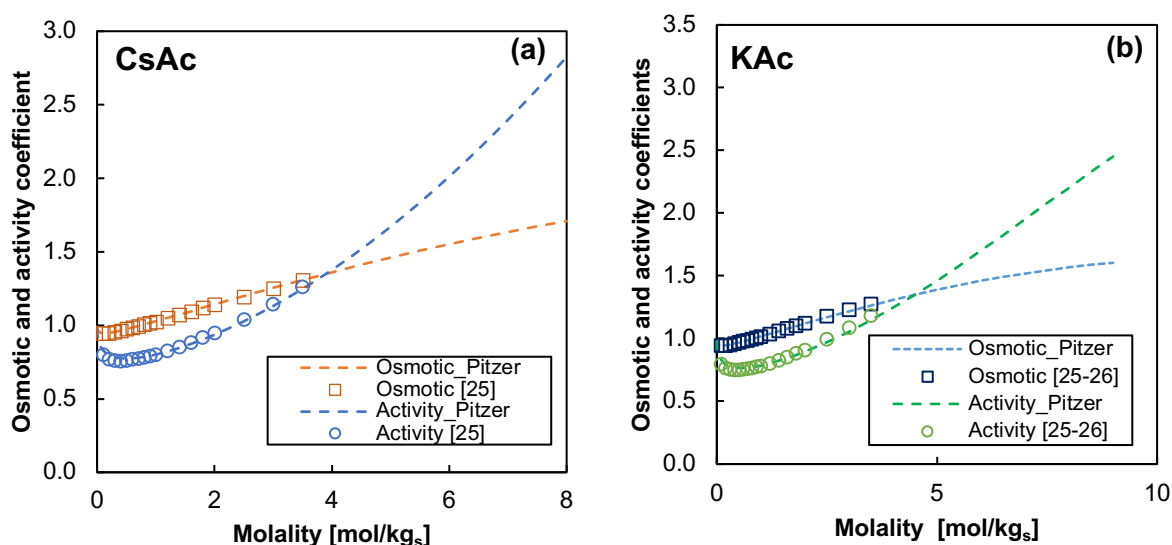 CsAc
(a)
Osmotic and activity coefficient
3.0
2.5
2.0
1.5
1.0
0.5
0.0
Osmotic_Pitzer
Osmotic [25]
Activity_Pitzer
Activity [25]
0
2
4
6
8
Molality [mol/kgs]
KAc
(b)
Osmotic and activity coefficients
3.5
3.0
2.5
2.0
1.5
1.0
0.5
0.0
Osmotic_Pitzer
Osmotic [25-26]
Activity_Pitzer
Activity [25-26]
0
5
10
Molality [mol/kgs]